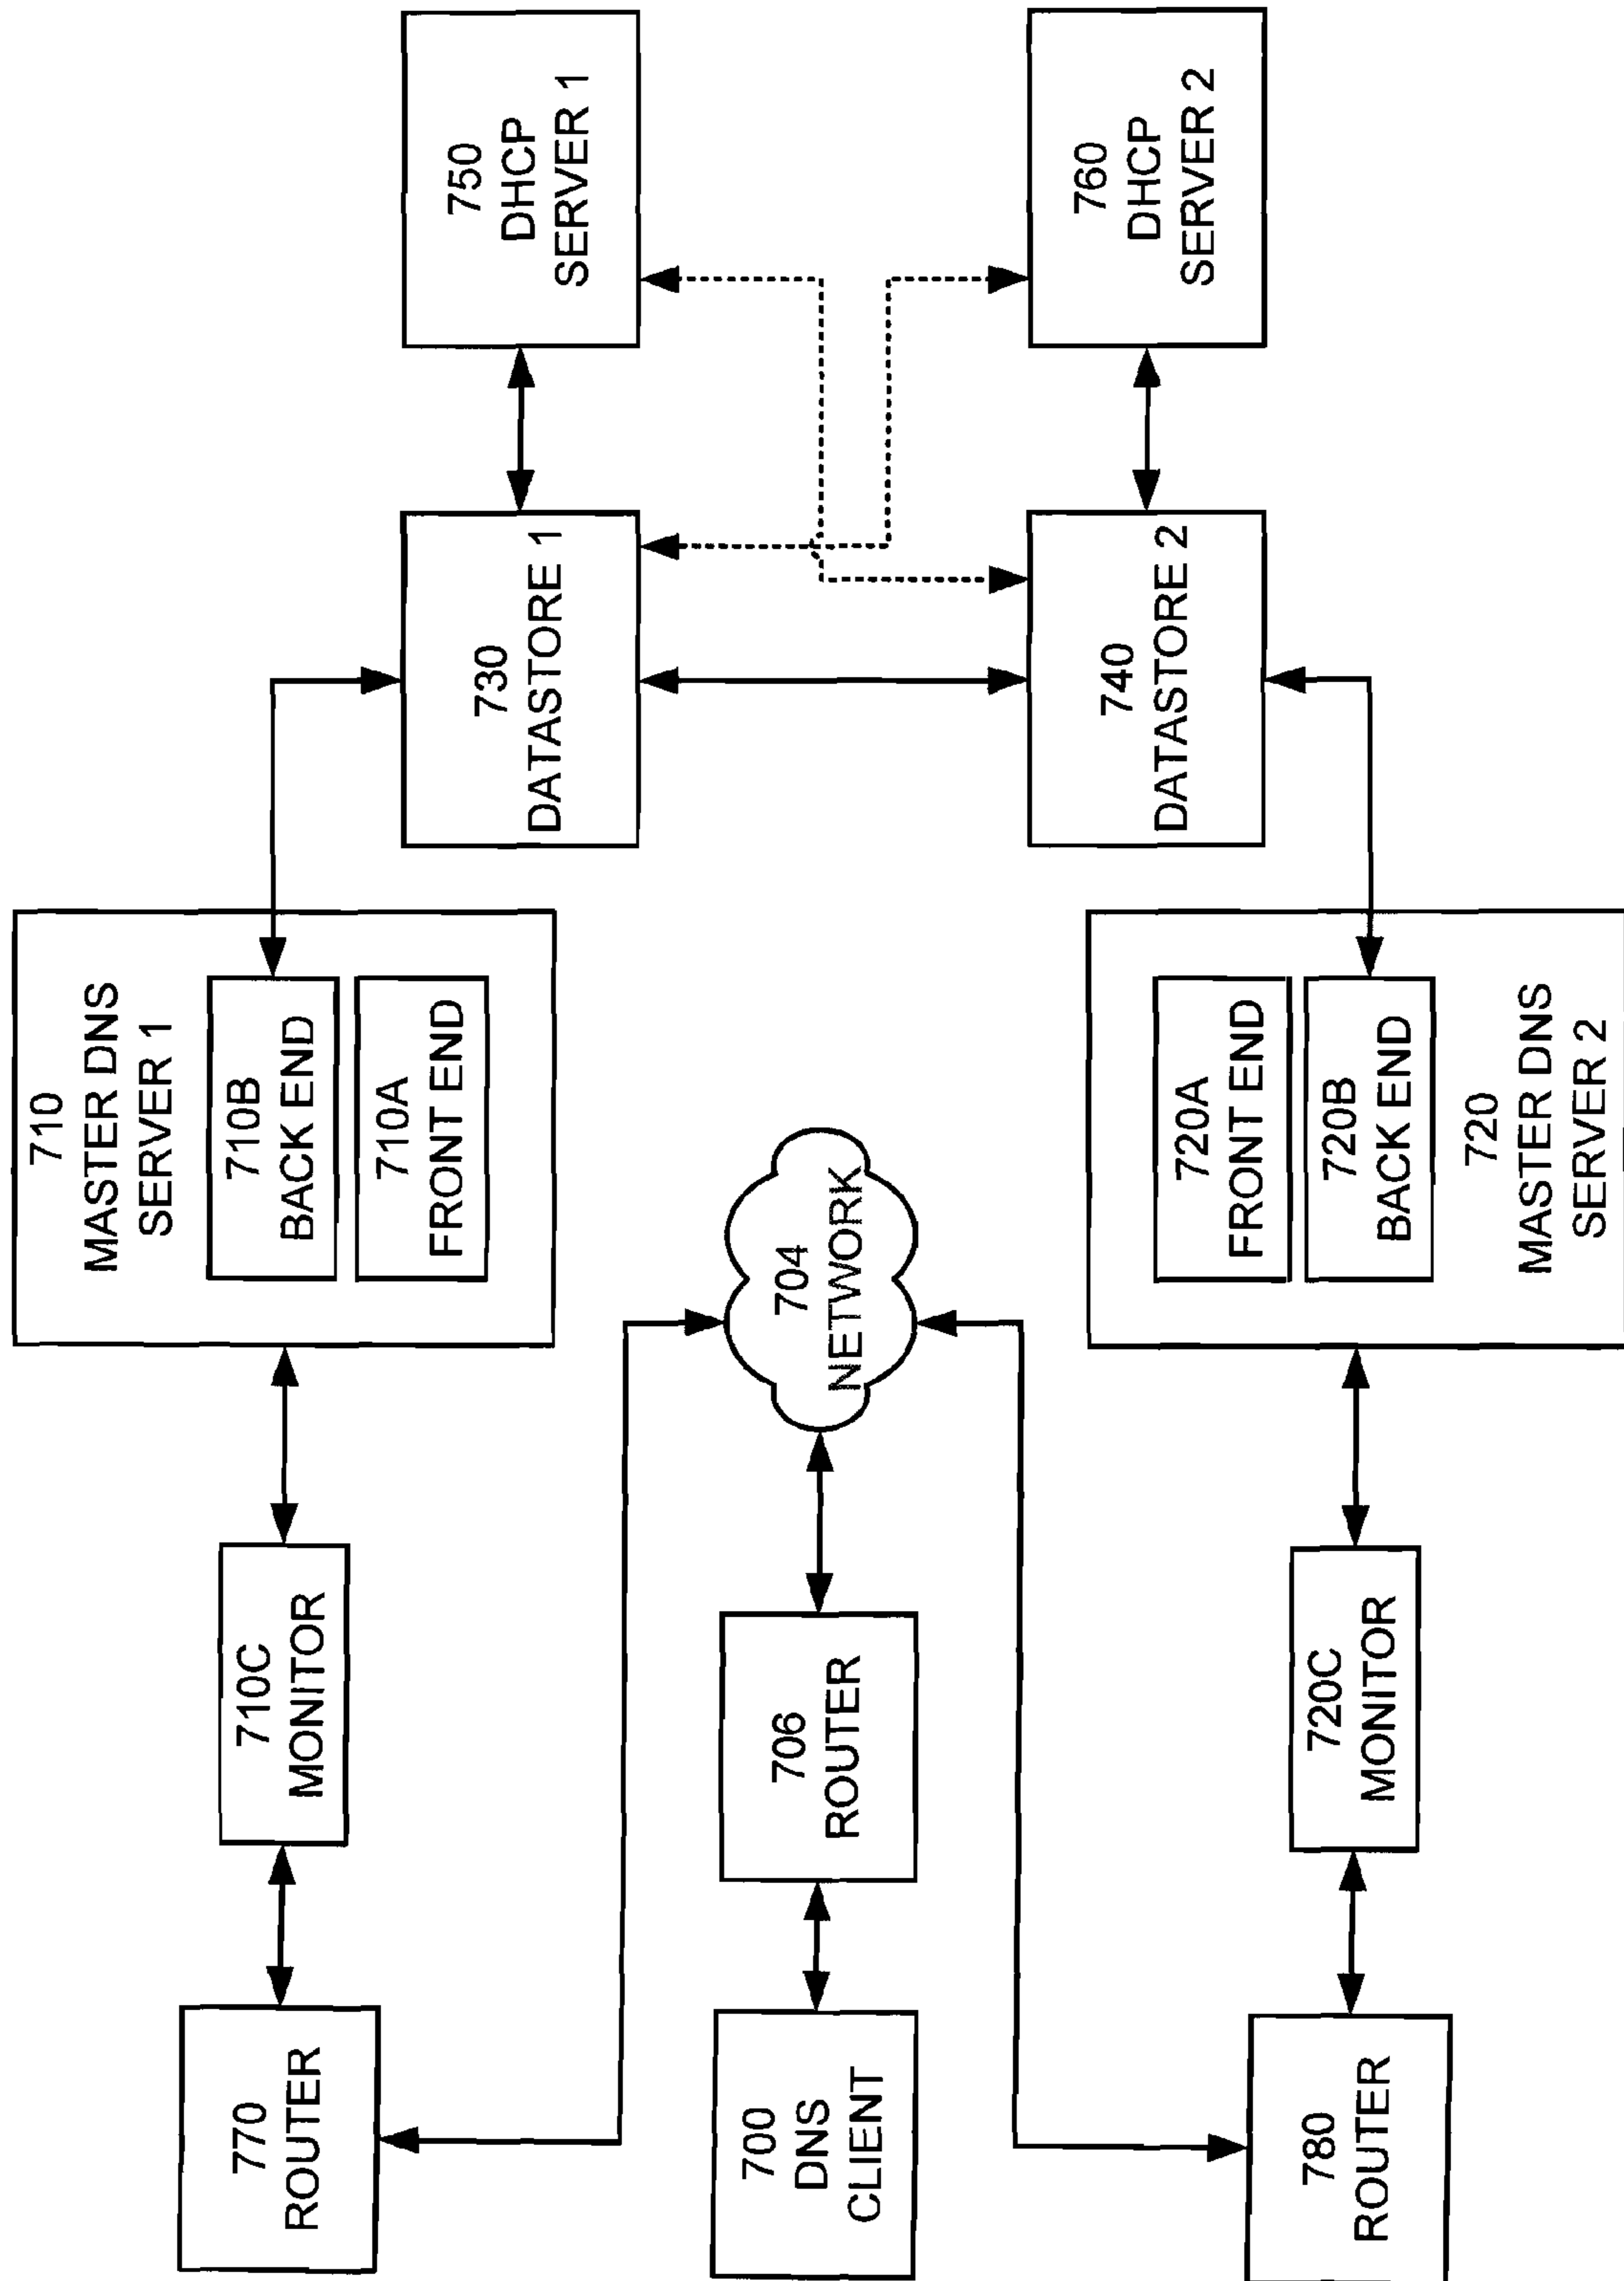 710
MASTER DNS
SERVER 1
710B
BACK END
710A
FRONT END
770
ROUTER
710C
MONITOR
730
DATASTORE 1
750
DHCP
SERVER 1
700
DNS
CLIENT
706
ROUTER
704
NETWORK
780
ROUTER
720C
MONITOR
720A
FRONT END
720B
BACK END
720
MASTER DNS
SERVER 2
740
DATASTORE 2
760
DHCP
SERVER 2